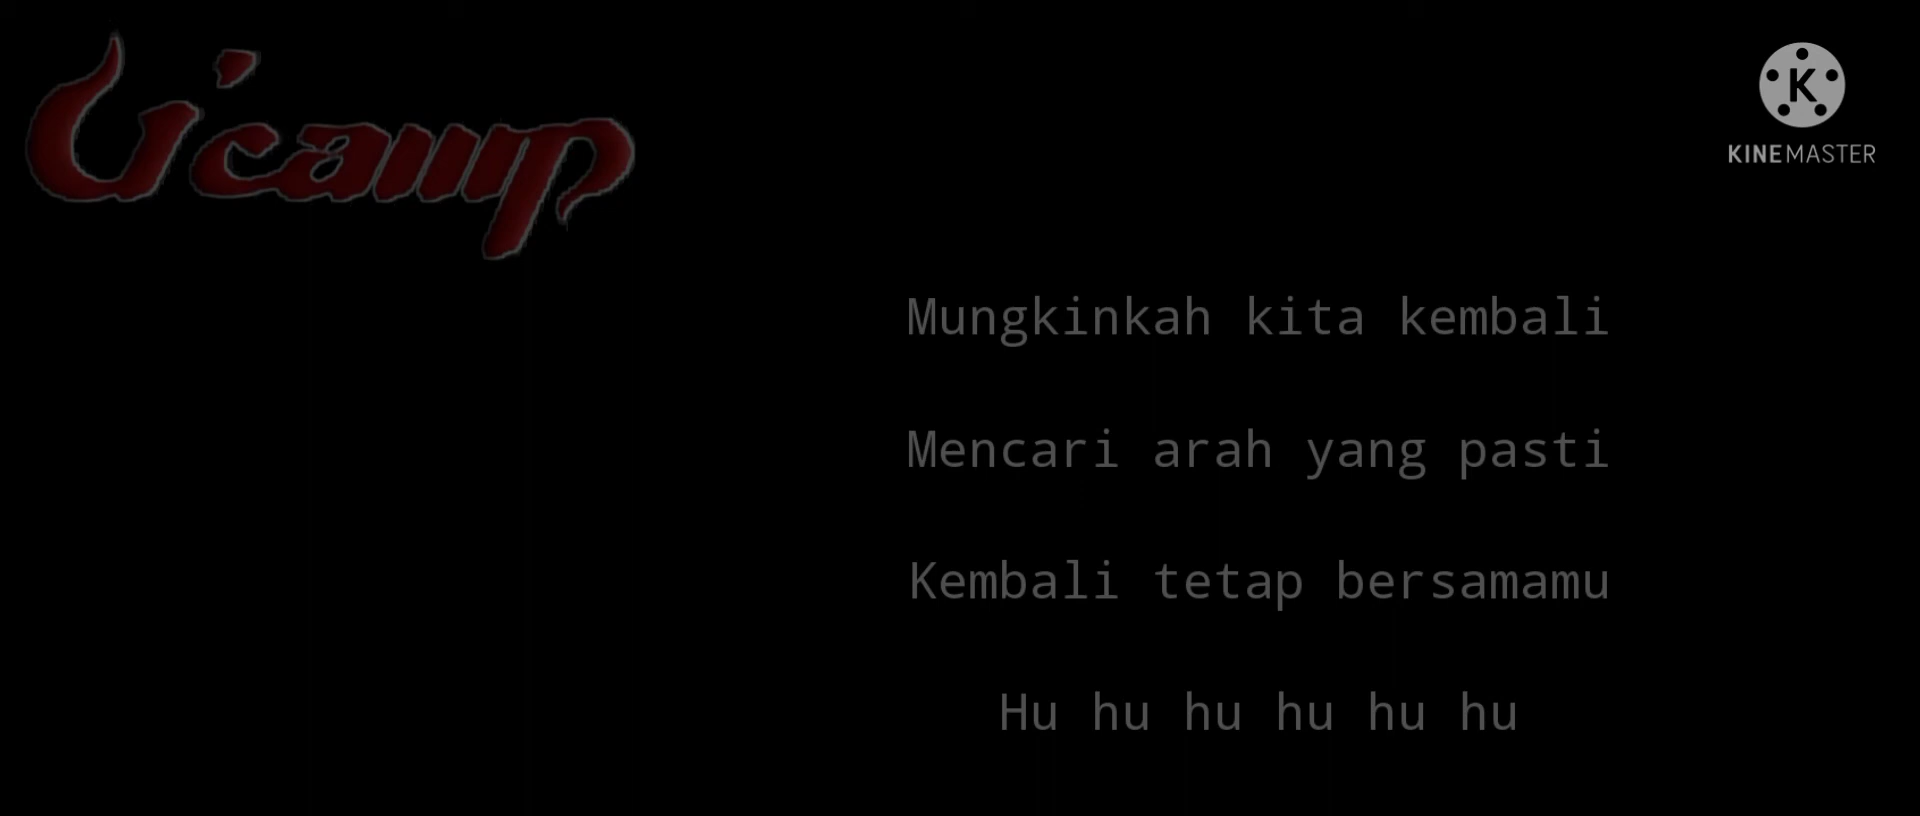 U'camp
K
KINEMASTER
Mungkinkah kita kembali
Mencari arah yang pasti
Kembali tetap bersamamu
Hu hu hu hu hu hu